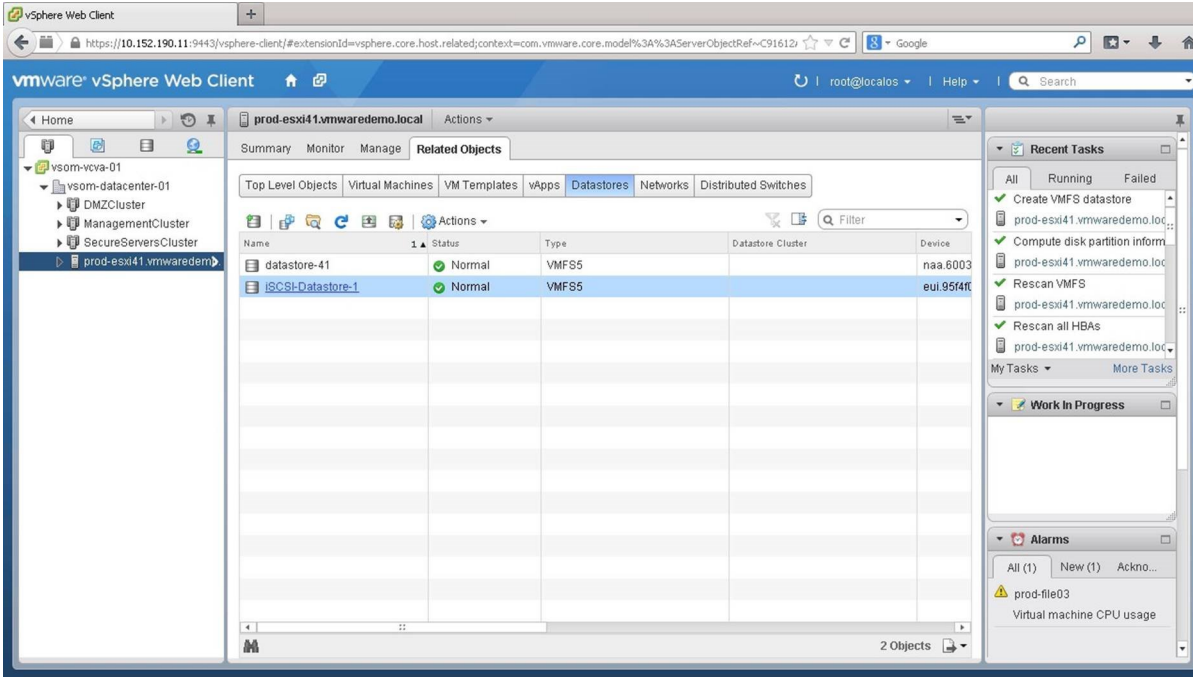 vSphere Web Client
https://10.152.190.11:9443/vsphere-client/#extensionId=vsphere.core.host.related;context=com.vmware.core.model%3A%3AServerObjectRef~C91612
Google
vmware vSphere Web Client
root@localos
Help
Search
Home
prod-esxi41.vmwaredemo.local
Actions
Summary Monitor Manage Related Objects
vsom-vcva-01
vsom-datacenter-01
DMZCluster
ManagementCluster
SecureServersCluster
prod-esxi41.vmwaredem
Top Level Objects Virtual Machines VM Templates vApps Datastores Networks Distributed Switches
Actions
Filter
Name 1 Status Type Datastore Cluster Device
datastore-41 Normal VMFS5 naa.6003
iSCSI-Datastore-1 Normal VMFS5 eui.95f4f0
2 Objects
Recent Tasks
All Running Failed
Create VMFS datastore
prod-esxi41.vmwaredemo.loc
Compute disk partition inform
prod-esxi41.vmwaredemo.loc
Rescan VMFS
prod-esxi41.vmwaredemo.loc
Rescan all HBAs
prod-esxi41.vmwaredemo.loc
My Tasks More Tasks
Work In Progress
Alarms
All (1) New (1) Ackno...
prod-file03
Virtual machine CPU usage